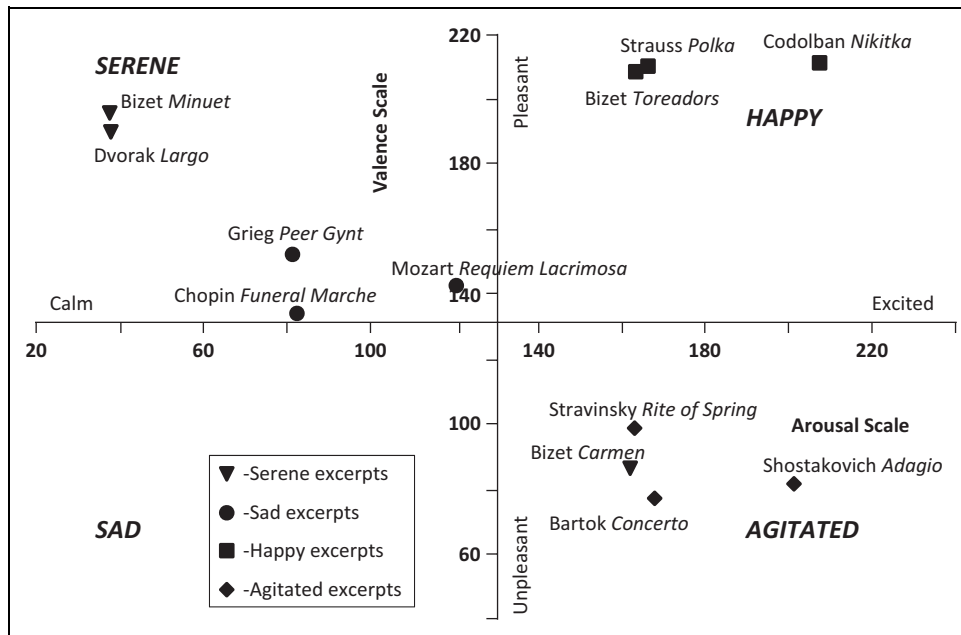 220
Strauss Polka
Codolban Nikitka
SERENE
Bizet Minuet
Valence Scale
Pleasant
Bizet Toreadors
HAPPY
Dvorak Largo
180
Grieg Peer Gynt
Mozart Requiem Lacrimosa
Chopin Funeral Marche
140
Calm
Excited
20
60
100
140
180
220
Stravinsky Rite of Spring
100
Arousal Scale
Bizet Carmen
Shostakovich Adagio
-Serene excerpts
-Sad excerpts
-Happy excerpts
-Agitated excerpts
SAD
Bartok Concerto
AGITATED
60
Unpleasant